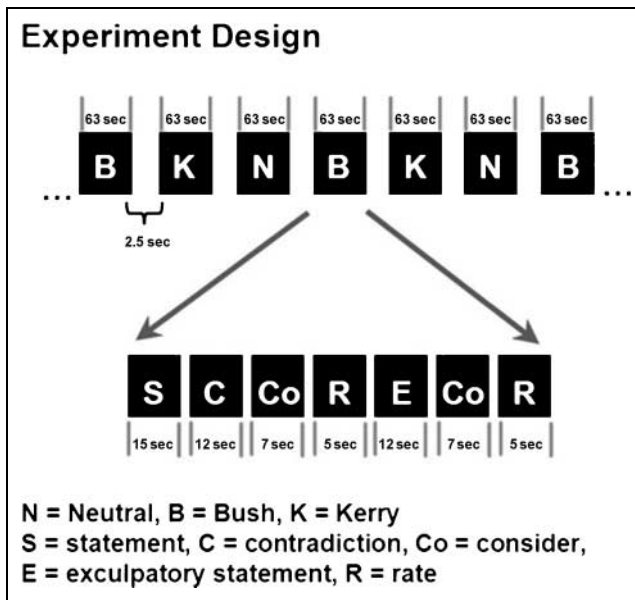 Experiment Design
63 sec 63 sec 63 sec 63 sec 63 sec 63 sec 63 sec
... B K N B K N B ...
2.5 sec
S C Co R E Co R
15 sec 12 sec 7 sec 5 sec 12 sec 7 sec 5 sec
N = Neutral, B = Bush, K = Kerry
S = statement, C = contradiction, Co = consider,
E = exculpatory statement, R = rate